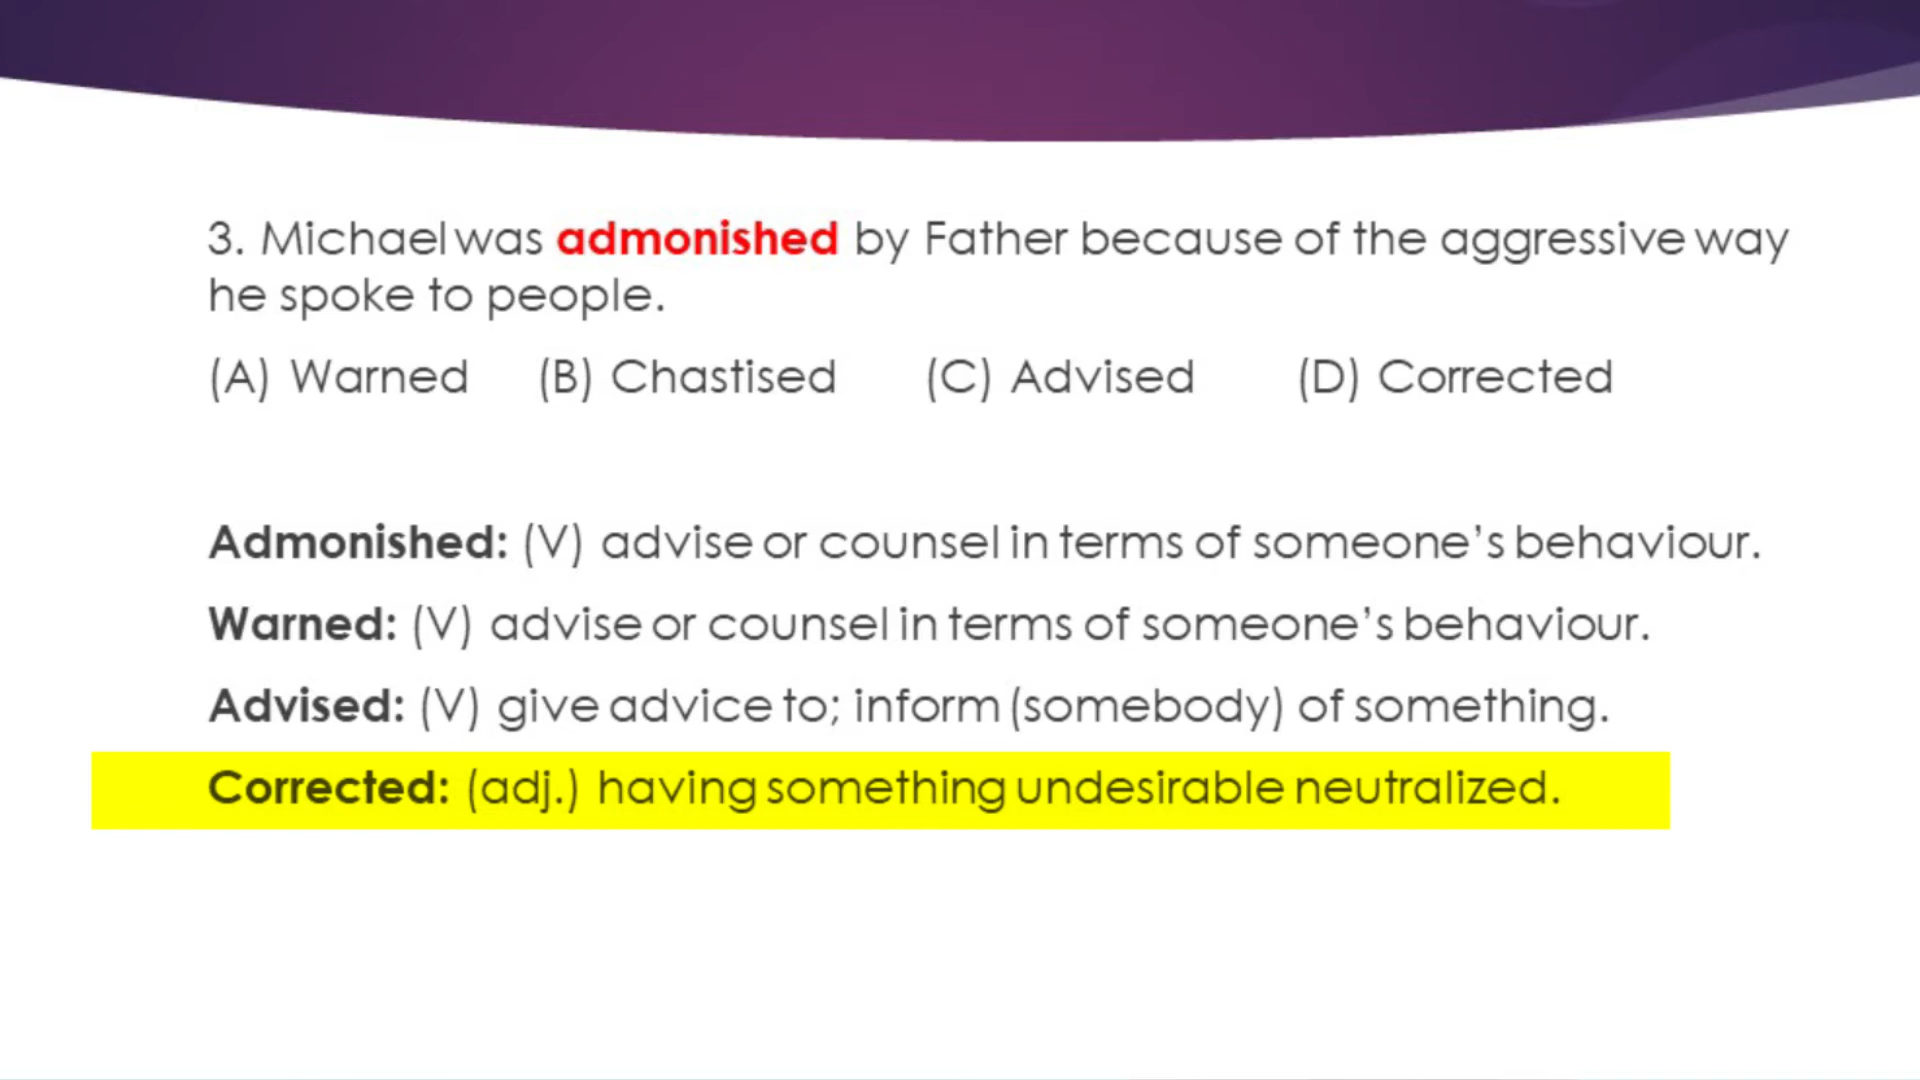 3. Michael was admonished by Father because of the aggressive way
he spoke to people.
(A) Warned (B) Chastised (C) Advised (D) Corrected
Admonished: (V) advise or counsel in terms of someone’s behaviour.
Warned: (V) advise or counsel in terms of someone’s behaviour.
Advised: (V) give advice to; inform (somebody) of something.
Corrected: (adj.) having something undesirable neutralized.